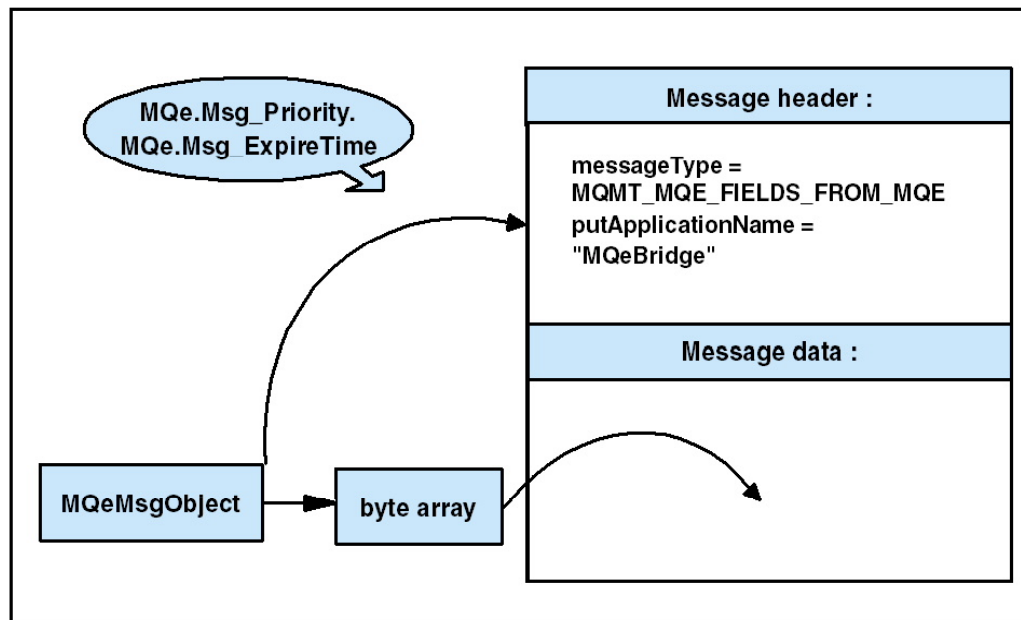 MQe.Msg_Priority.
MQe.Msg_ExpireTime
Message header :
messageType =
MQMT_MQE_FIELDS_FROM_MQE
putApplicationName =
"MQeBridge"
Message data :
MQeMsgObject
byte array